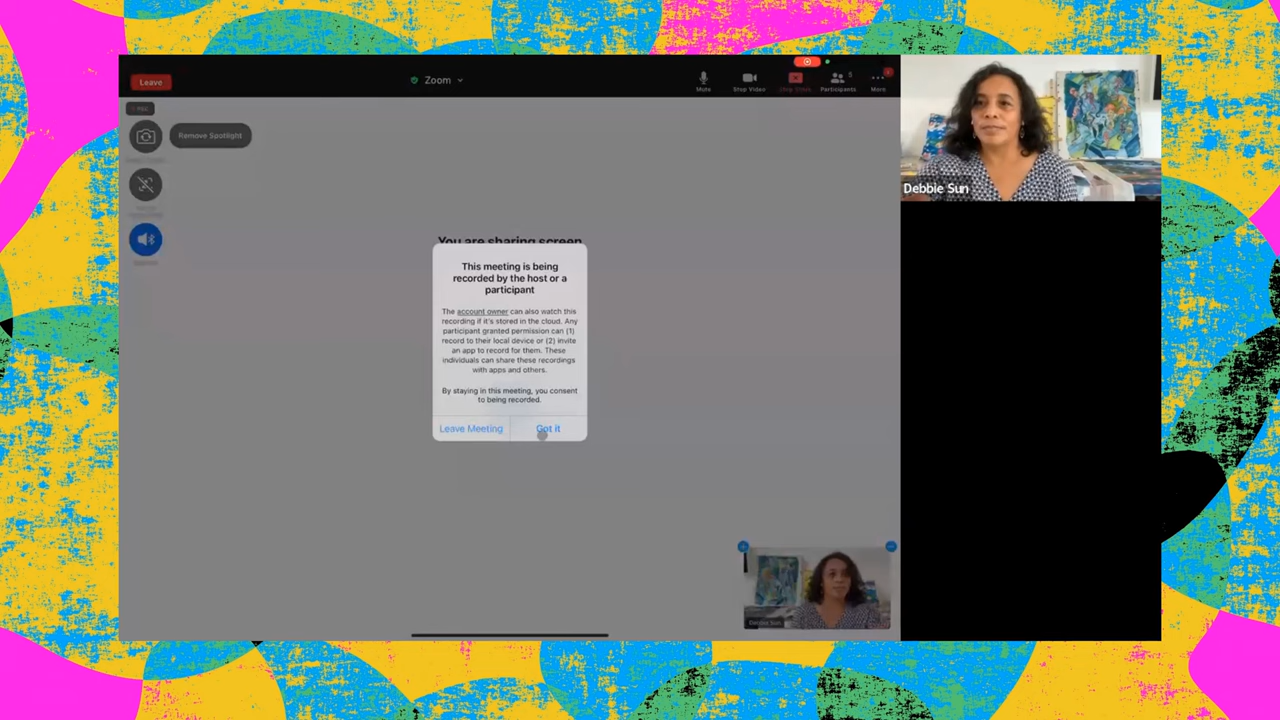 Leave
Zoom
Mute
Stop Video
Participants
More
Remove Spotlight
You are sharing screen
This meeting is being
recorded by the host or a
participant
The account owner can also watch this
recording if it's stored in the cloud. Any
participant granted permission can (1)
record to their local device or (2) invite
an app to record for them. These
individuals can share these recordings
with apps and others.
By staying in this meeting, you consent
to being recorded.
Leave Meeting
Got it
Debbie Sun
Debbie Sun